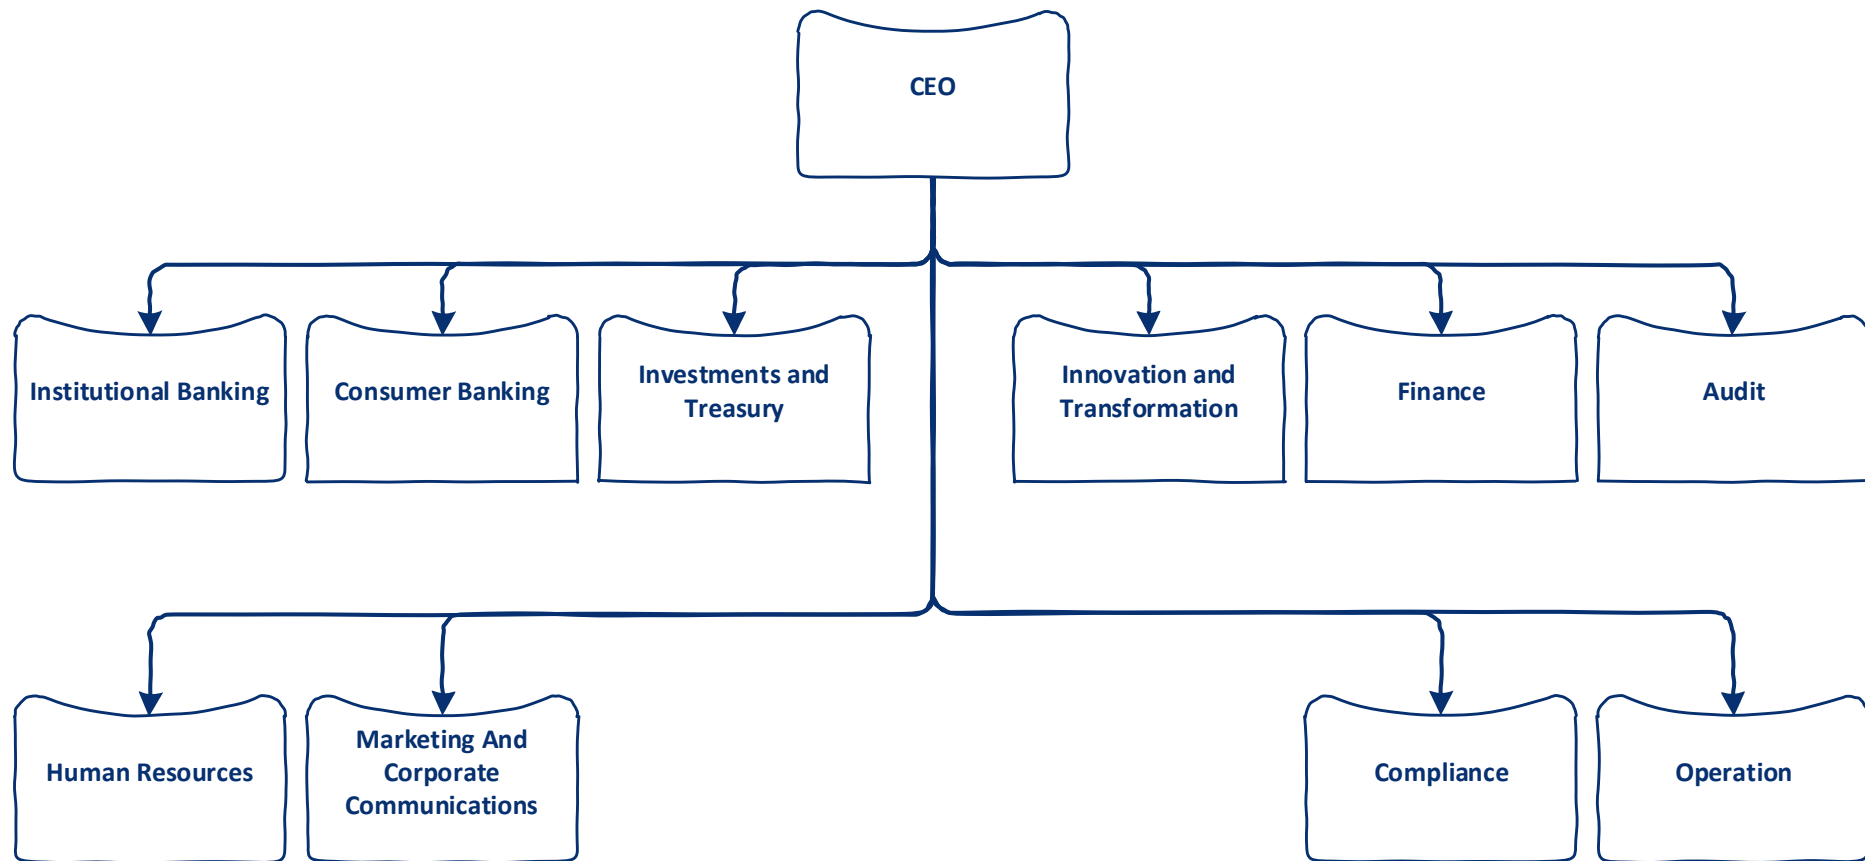 CEO
Institutional Banking
Consumer Banking
Investments and
Treasury
Innovation and
Transformation
Finance
Audit
Human Resources
Marketing And
Corporate
Communications
Compliance
Operation